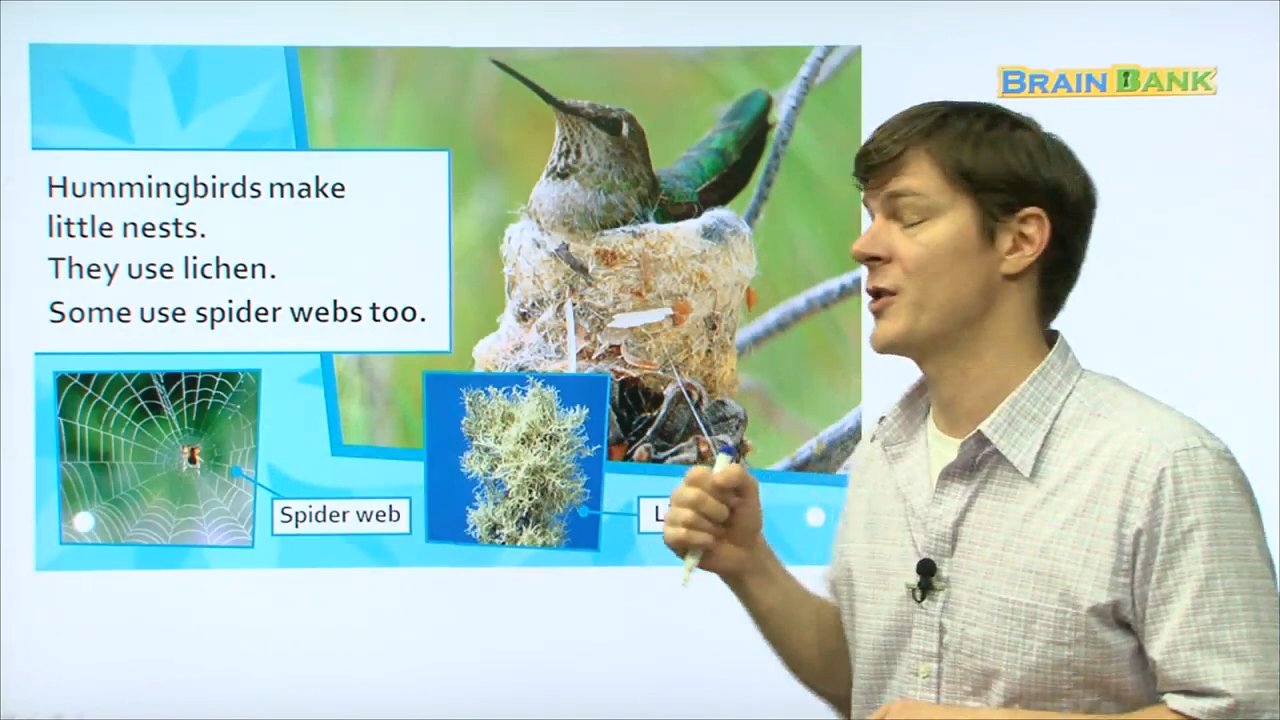 BRAIN BANK
Hummingbirds make
little nests.
They use lichen.
Some use spider webs too.
Spider web